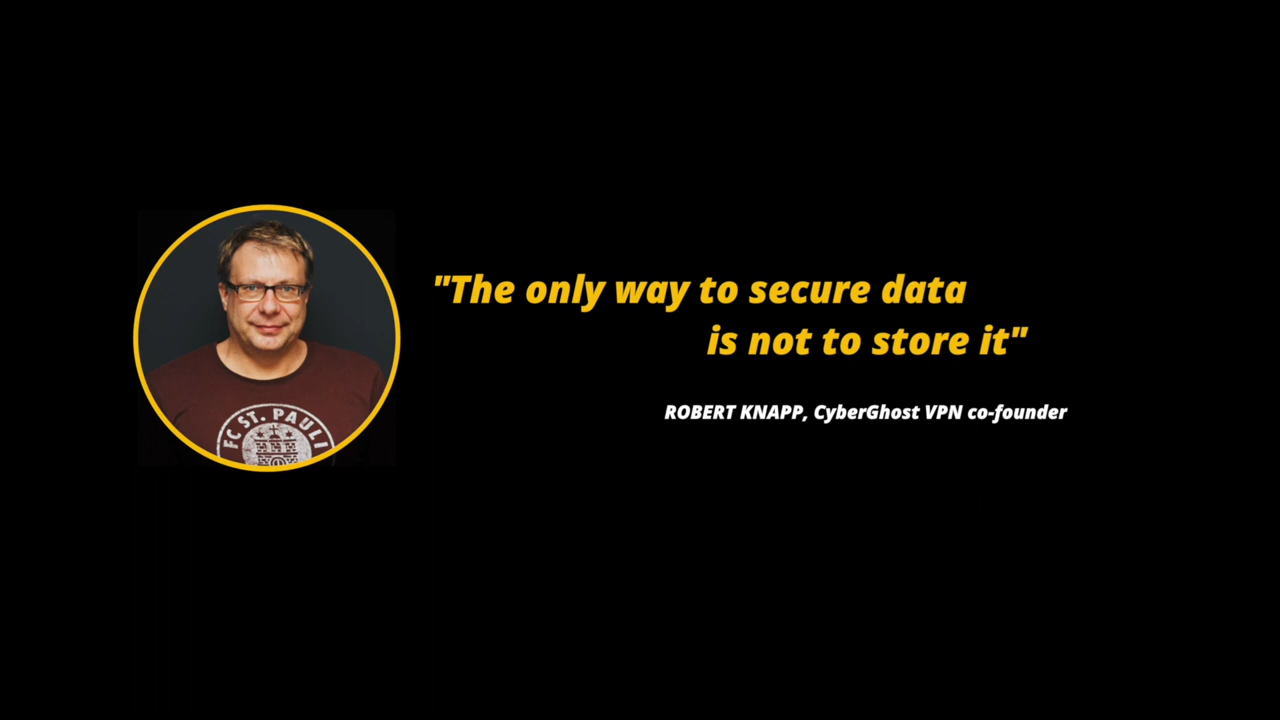 "The only way to secure data
is not to store it"
ROBERT KNAPP, CyberGhost VPN co-founder
FC ST. PAULI